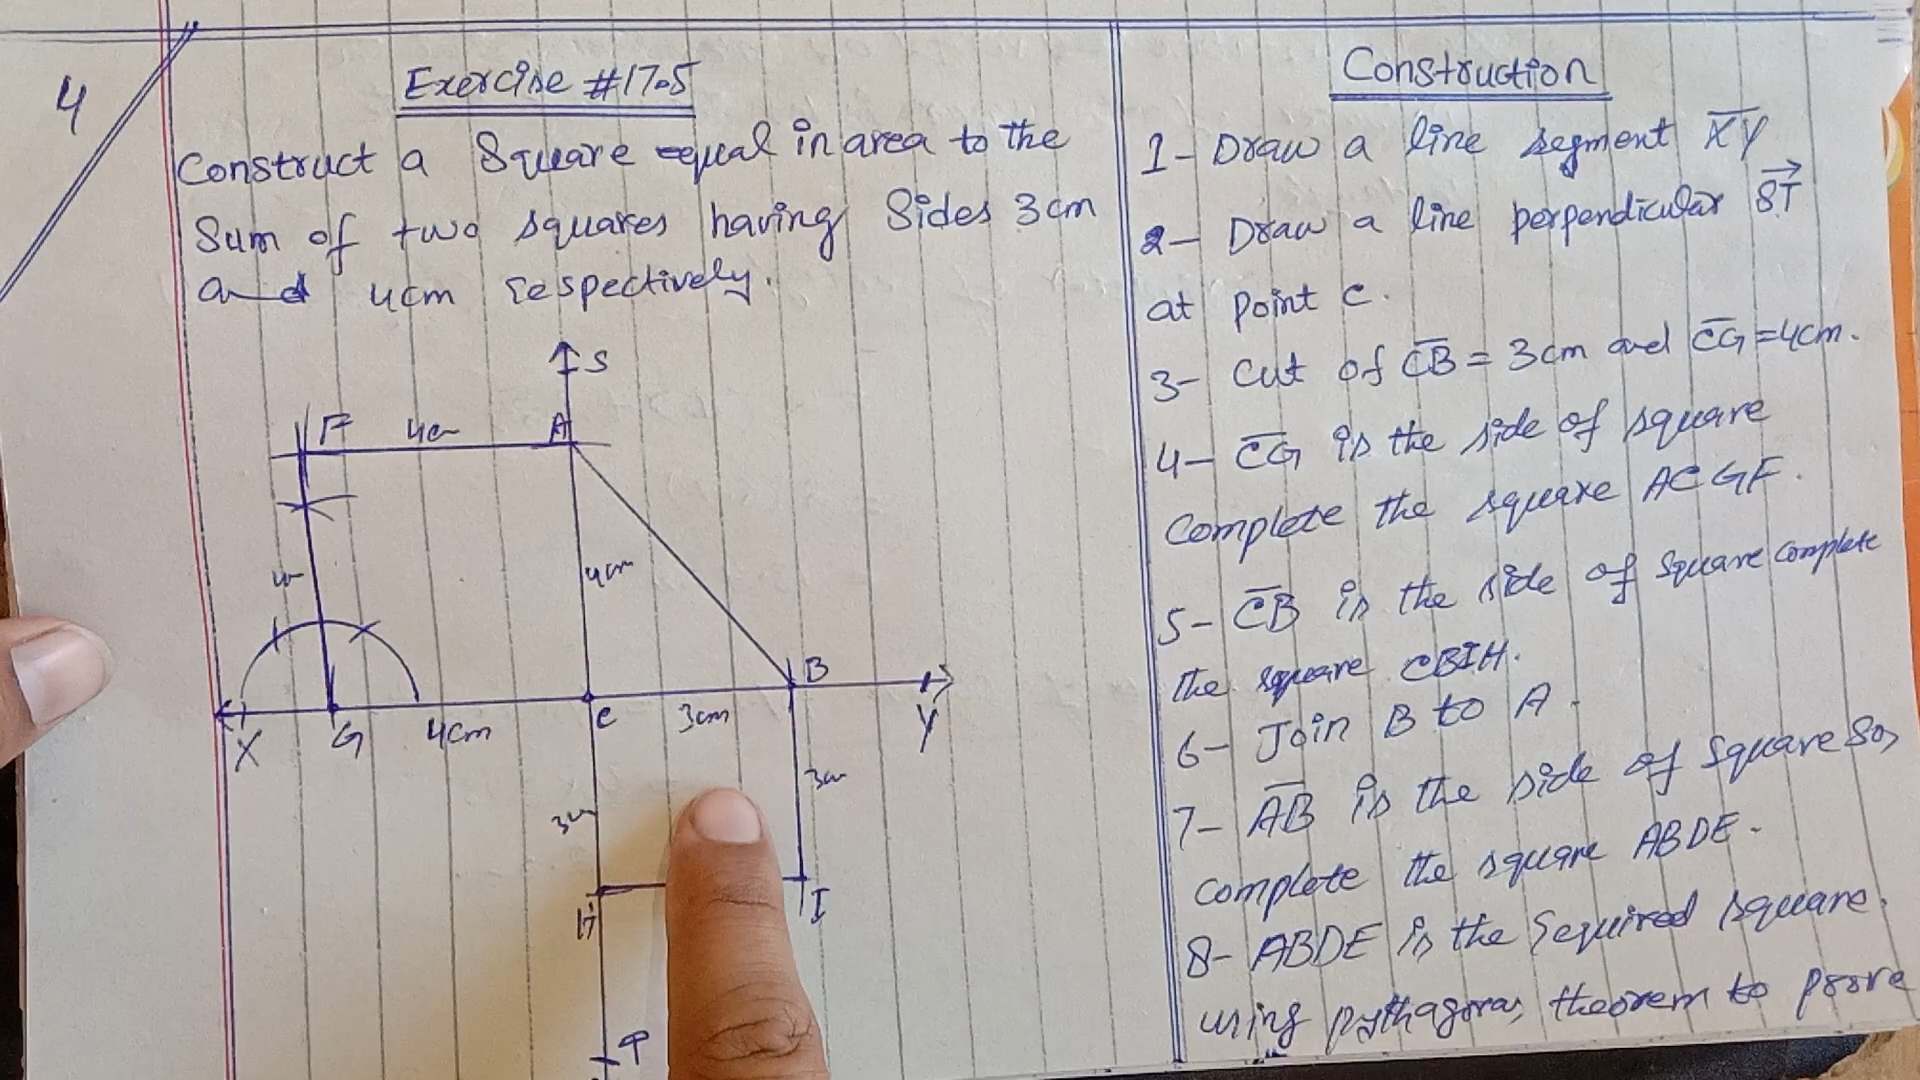 4
Exercise #17.5
Construct a Square equal in area to the
Sum of two squares having Sides 3cm
and 4cm respectively.
S
F
4c
A
4cm
B
X
G
4cm
C
3cm
Y
3cm
3cm
H
I
T
Construction
1- Draw a line segment XY
2- Draw a line perpendicular ST
at point C.
3- Cut of CB = 3cm and CG = 4cm.
4- CG is the side of square
Complete the square ACGF.
5- CB is the side of Square complete
the square CBIH.
6- Join B to A.
7- AB is the side of Square So,
complete the square ABDE.
8- ABDE is the required square.
using pythagoras theorem to prove